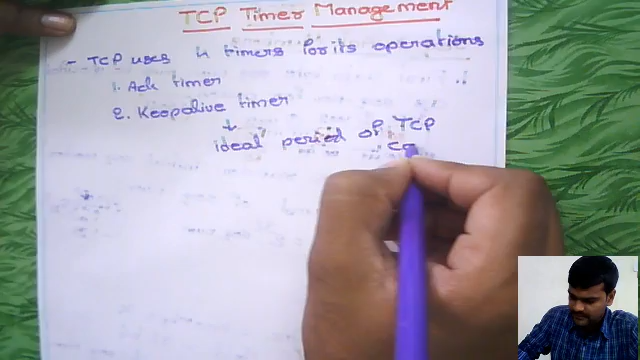 TCP Timer Management
- TCP uses 4 timers for its operations
1. Ack timer
2. Keepalive timer
ideal period of TCP
co